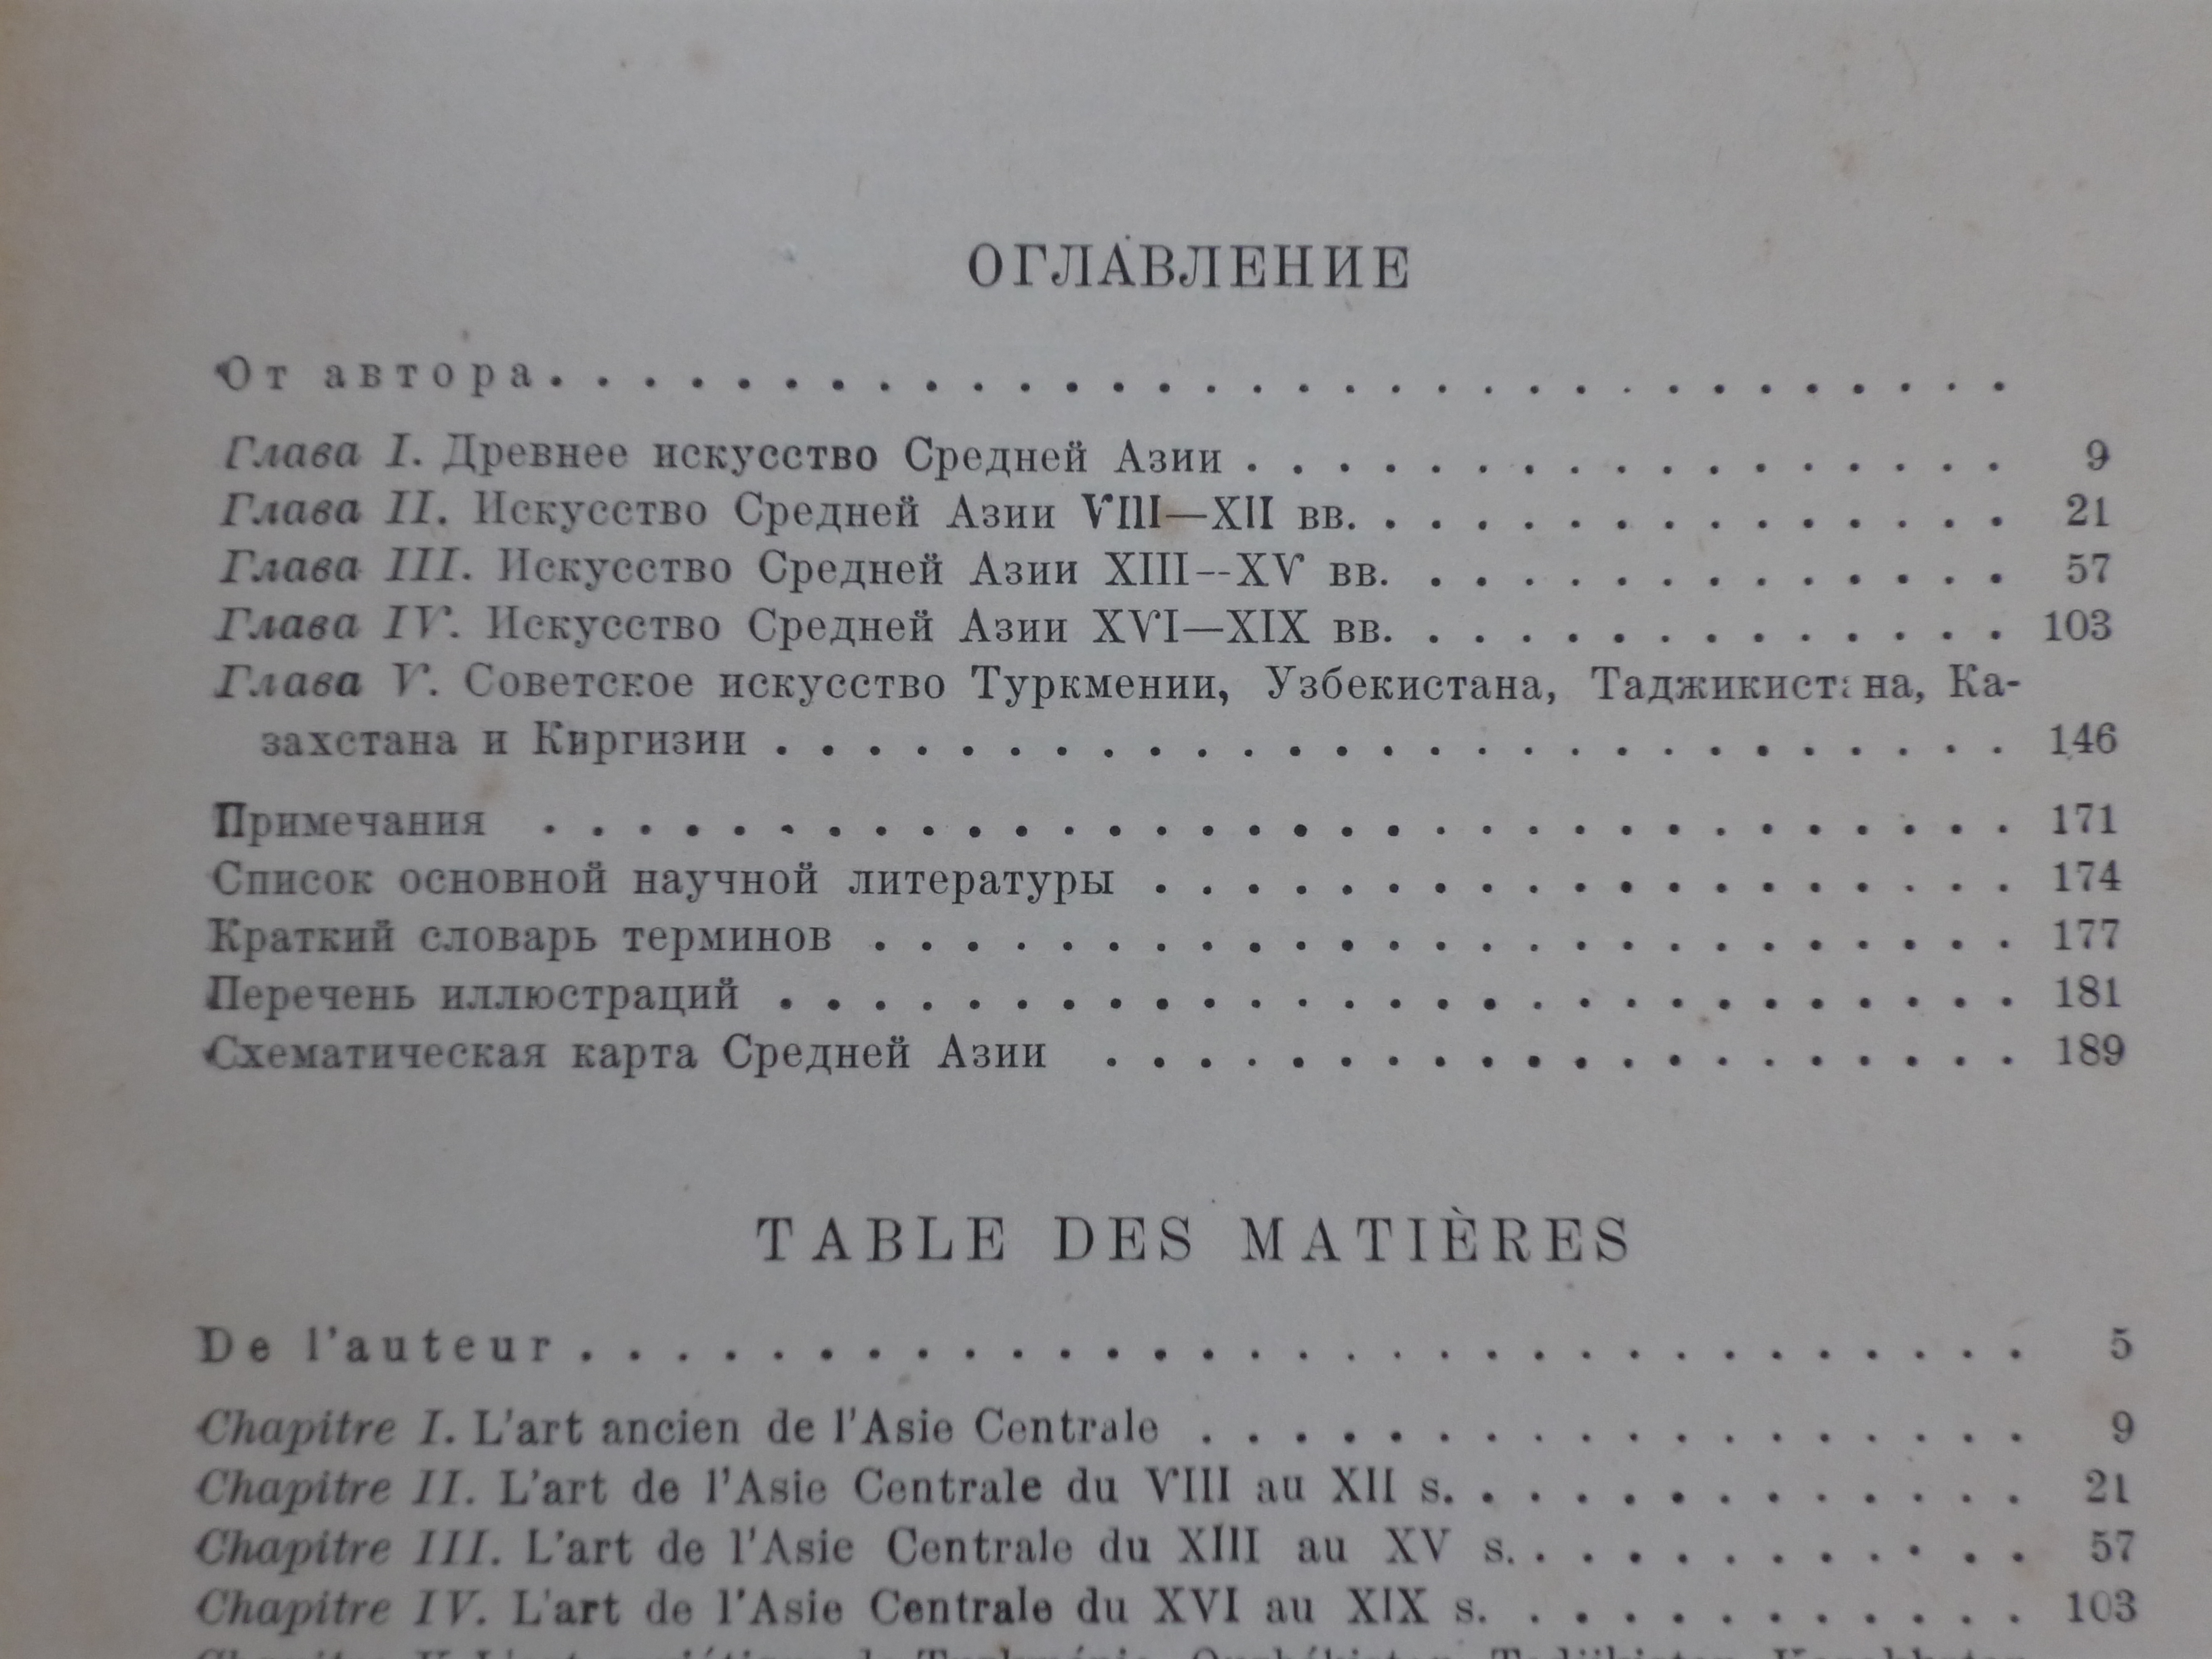 ОГЛАВЛЕНИЕ
От автора. . . . . . . . . . . . . . . . . . . . . . . . . . . . . . .
Глава I. Древнее искусство Средней Азии . . . . . . . . . . . . . . . . . 9
Глава II. Искусство Средней Азии VIII—XII вв. . . . . . . . . . . . . . . 21
Глава III. Искусство Средней Азии XIII--XV вв. . . . . . . . . . . . . . 57
Глава IV. Искусство Средней Азии XVI—XIX вв. . . . . . . . . . . . . . 103
Глава V. Советское искусство Туркмении, Узбекистана, Таджикистана, Ка-
захстана и Киргизии . . . . . . . . . . . . . . . . . . . . . . . . . . . 146
Примечания . . . . . . . . . . . . . . . . . . . . . . . . . . . . . . . 171
Список основной научной литературы . . . . . . . . . . . . . . . . . . . 174
Краткий словарь терминов . . . . . . . . . . . . . . . . . . . . . . . . . 177
Перечень иллюстраций . . . . . . . . . . . . . . . . . . . . . . . . . . . 181
Схематическая карта Средней Азии . . . . . . . . . . . . . . . . . . . . 189
TABLE DES MATIÈRES
De l'auteur . . . . . . . . . . . . . . . . . . . . . . . . . . . . . . . 5
Chapitre I. L'art ancien de l'Asie Centrale . . . . . . . . . . . . . . . . . . 9
Chapitre II. L'art de l'Asie Centrale du VIII au XII s. . . . . . . . . . . . . 21
Chapitre III. L'art de l'Asie Centrale du XIII au XV s. . . . . . . . . . . . 57
Chapitre IV. L'art de l'Asie Centrale du XVI au XIX s. . . . . . . . . . . . 103